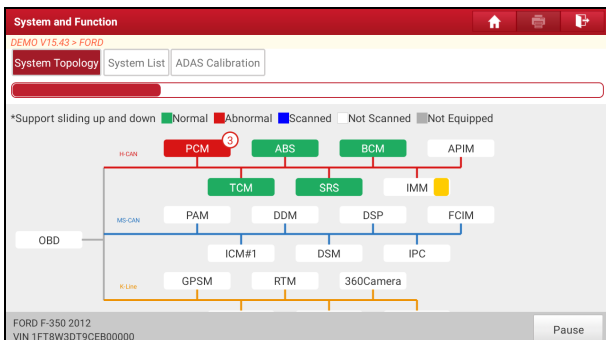 System and Function
DEMO V15.43 > FORD
System Topology System List ADAS Calibration
*Support sliding up and down Normal Abnormal Scanned Not Scanned Not Equipped
3
H-CAN PCM ABS BCM APIM
TCM SRS IMM
MS-CAN PAM DDM DSP FCIM
OBD
ICM#1 DSM IPC
K-Line GPSM RTM 360Camera
FORD F-350 2012
VIN 1FT8W3DT9CEB00000
Pause